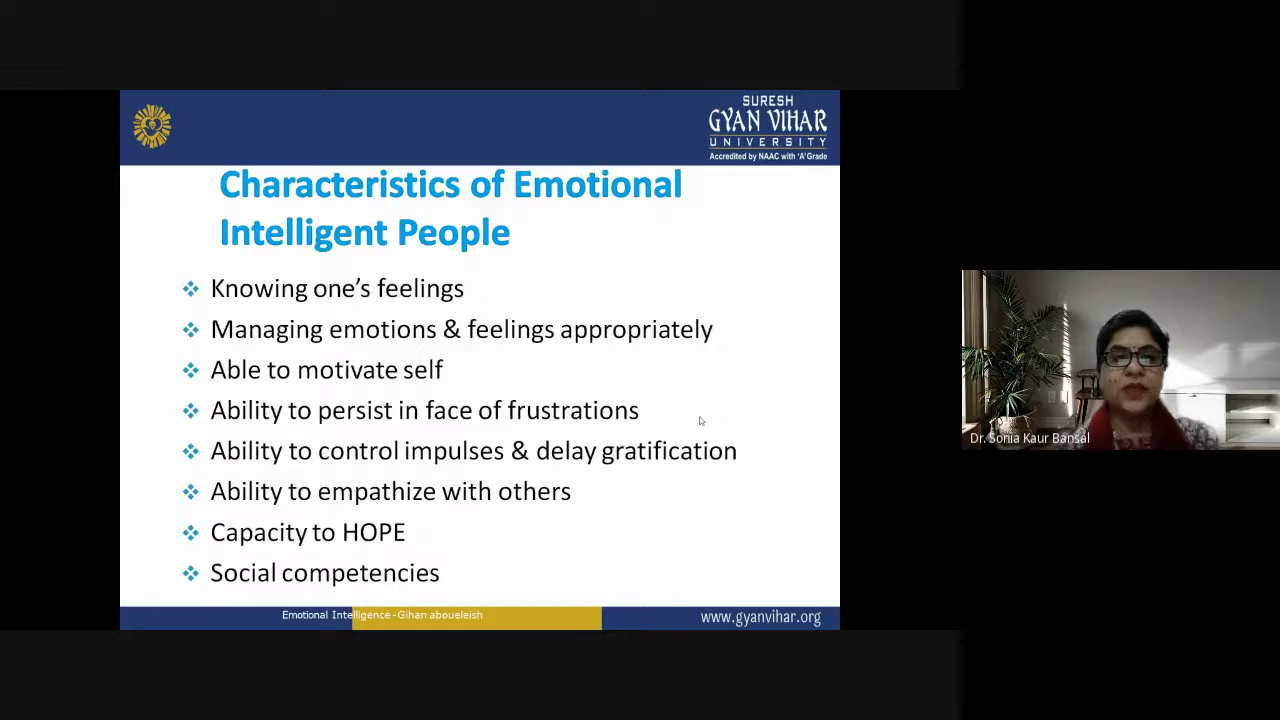 SURESH
GYAN VIHAR
UNIVERSITY
Accredited by NAAC with 'A' Grade
Characteristics of Emotional
Intelligent People
Knowing one's feelings
Managing emotions & feelings appropriately
Able to motivate self
Ability to persist in face of frustrations
Ability to control impulses & delay gratification
Ability to empathize with others
Capacity to HOPE
Social competencies
Emotional Intelligence -Gihan aboueleish
www.gyanvihar.org
Dr. Sonia Kaur Bansal